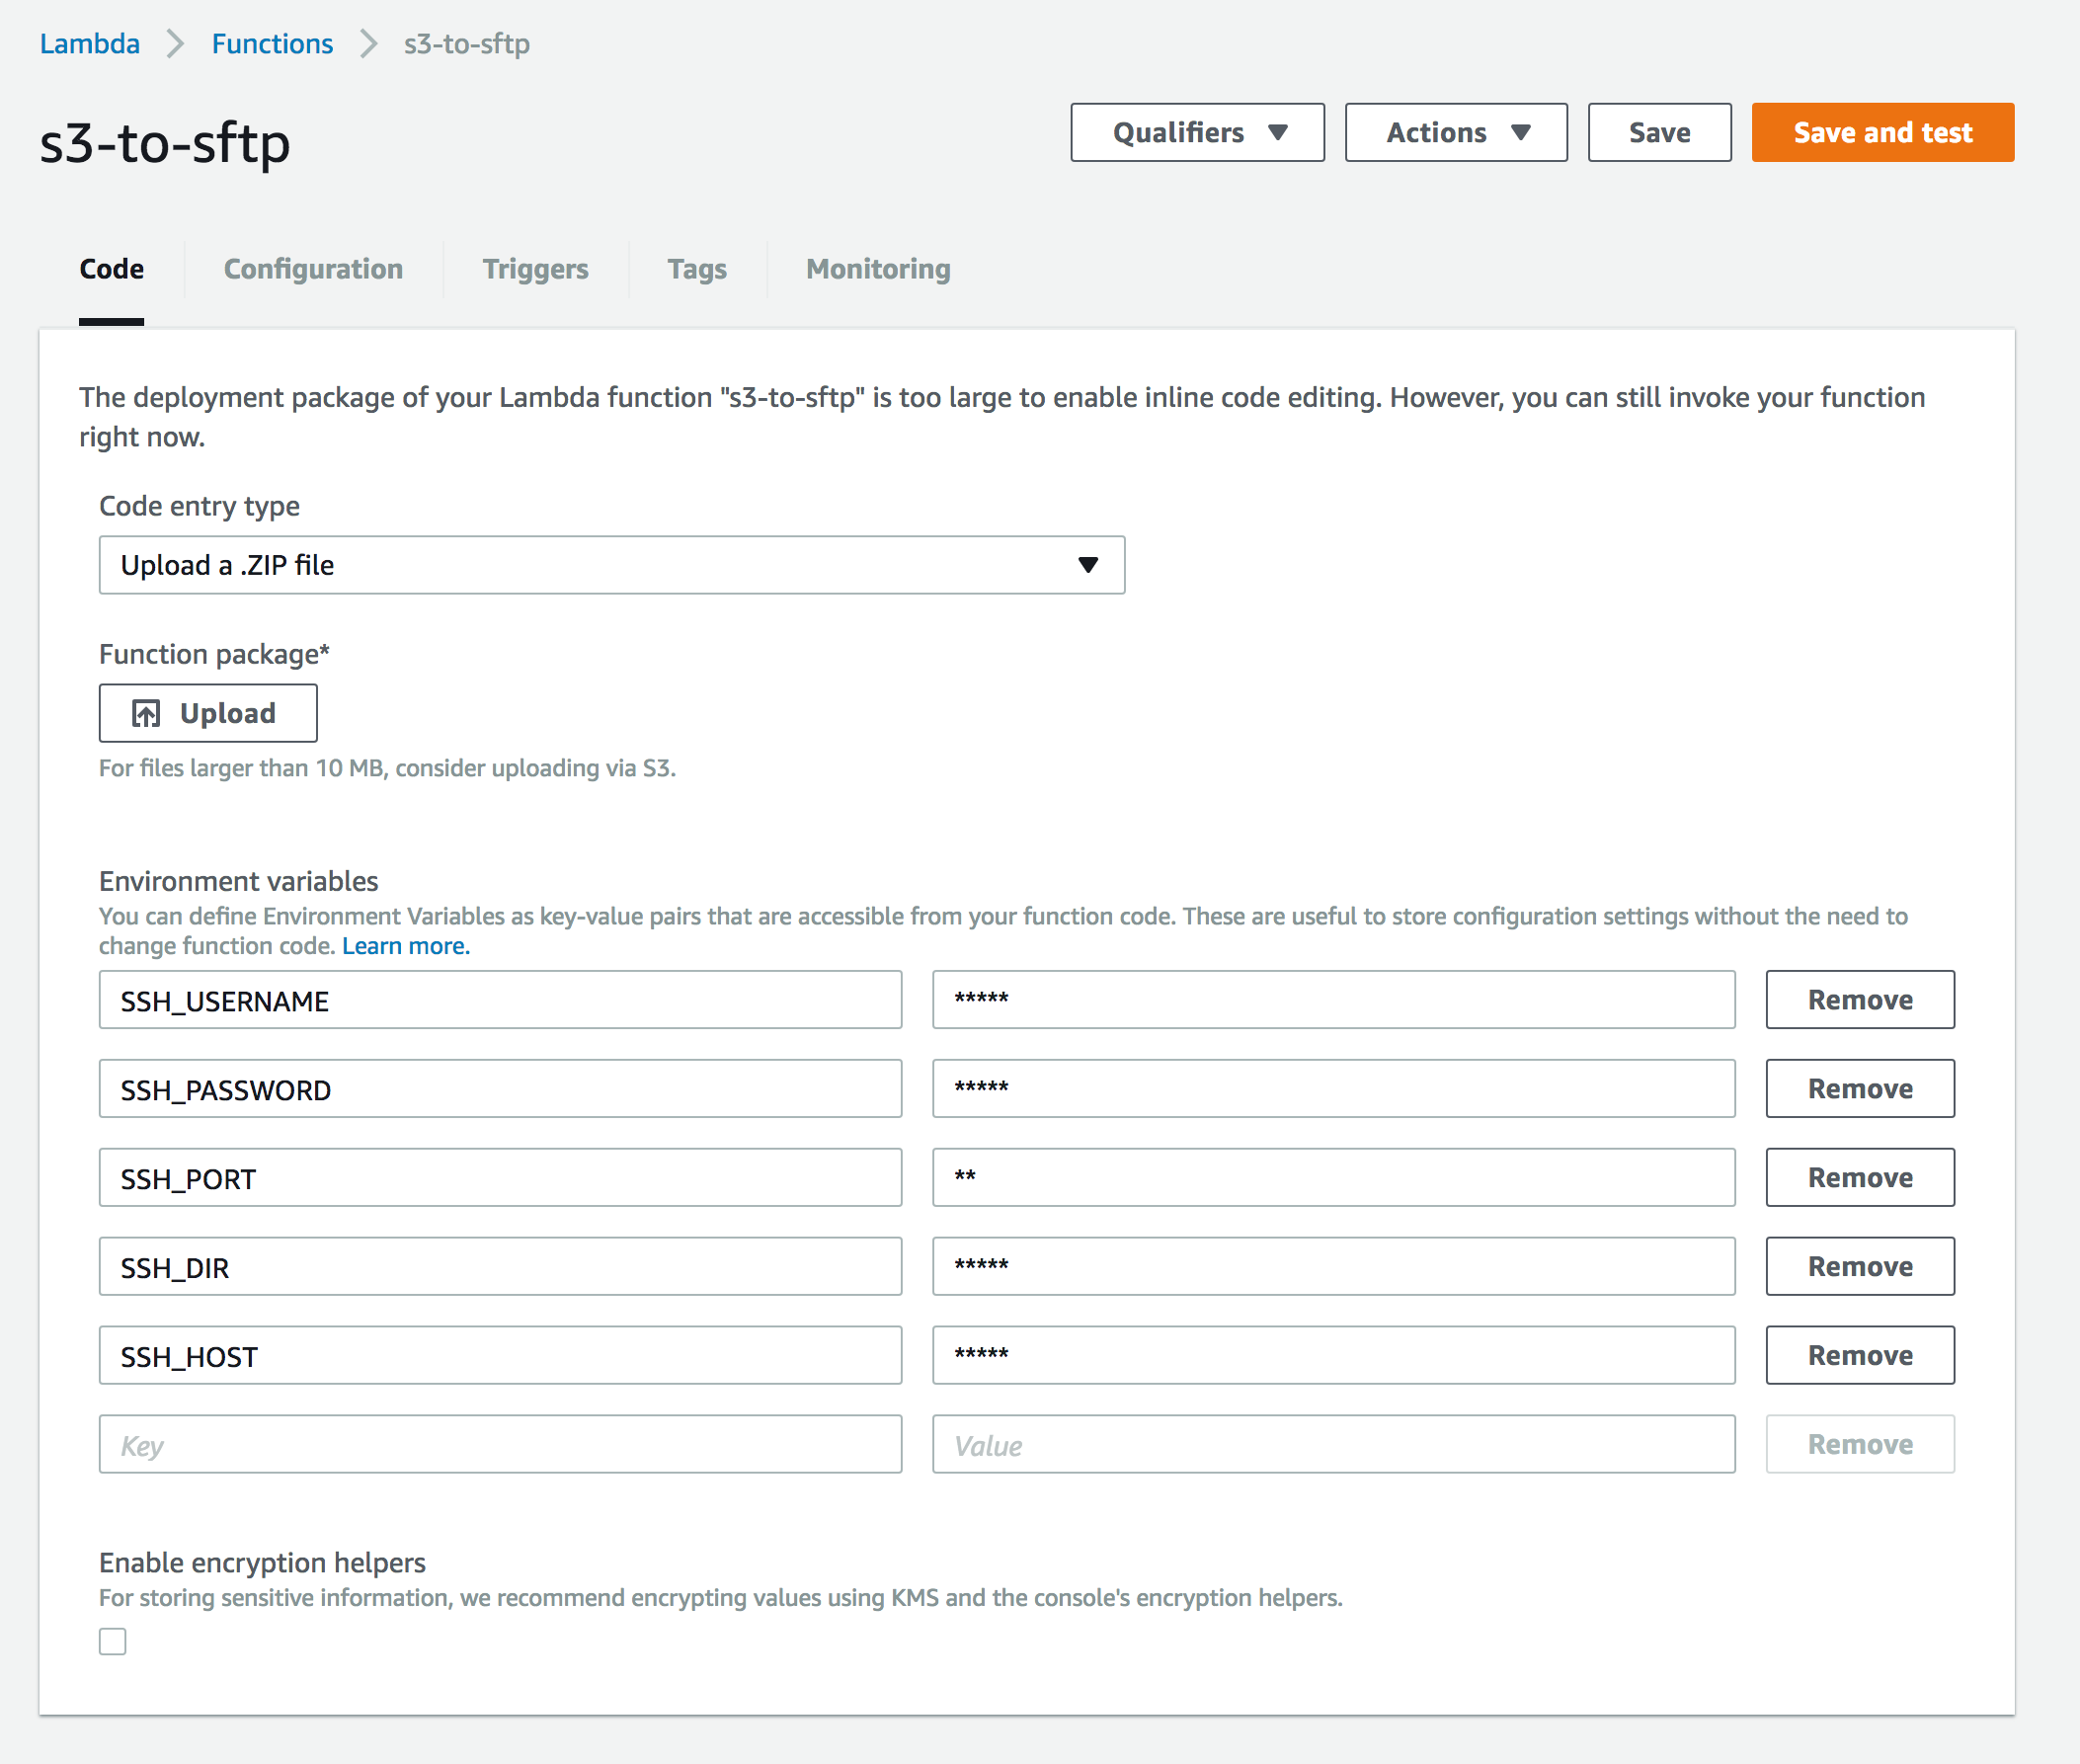 Lambda > Functions > s3-to-sftp
s3-to-sftp
Qualifiers Actions Save Save and test
Code Configuration Triggers Tags Monitoring
The deployment package of your Lambda function "s3-to-sftp" is too large to enable inline code editing. However, you can still invoke your function
right now.
Code entry type
Upload a .ZIP file
Function package*
Upload
For files larger than 10 MB, consider uploading via S3.
Environment variables
You can define Environment Variables as key-value pairs that are accessible from your function code. These are useful to store configuration settings without the need to
change function code. Learn more.
SSH_USERNAME ***** Remove
SSH_PASSWORD ***** Remove
SSH_PORT ** Remove
SSH_DIR ***** Remove
SSH_HOST ***** Remove
Key Value Remove
Enable encryption helpers
For storing sensitive information, we recommend encrypting values using KMS and the console's encryption helpers.